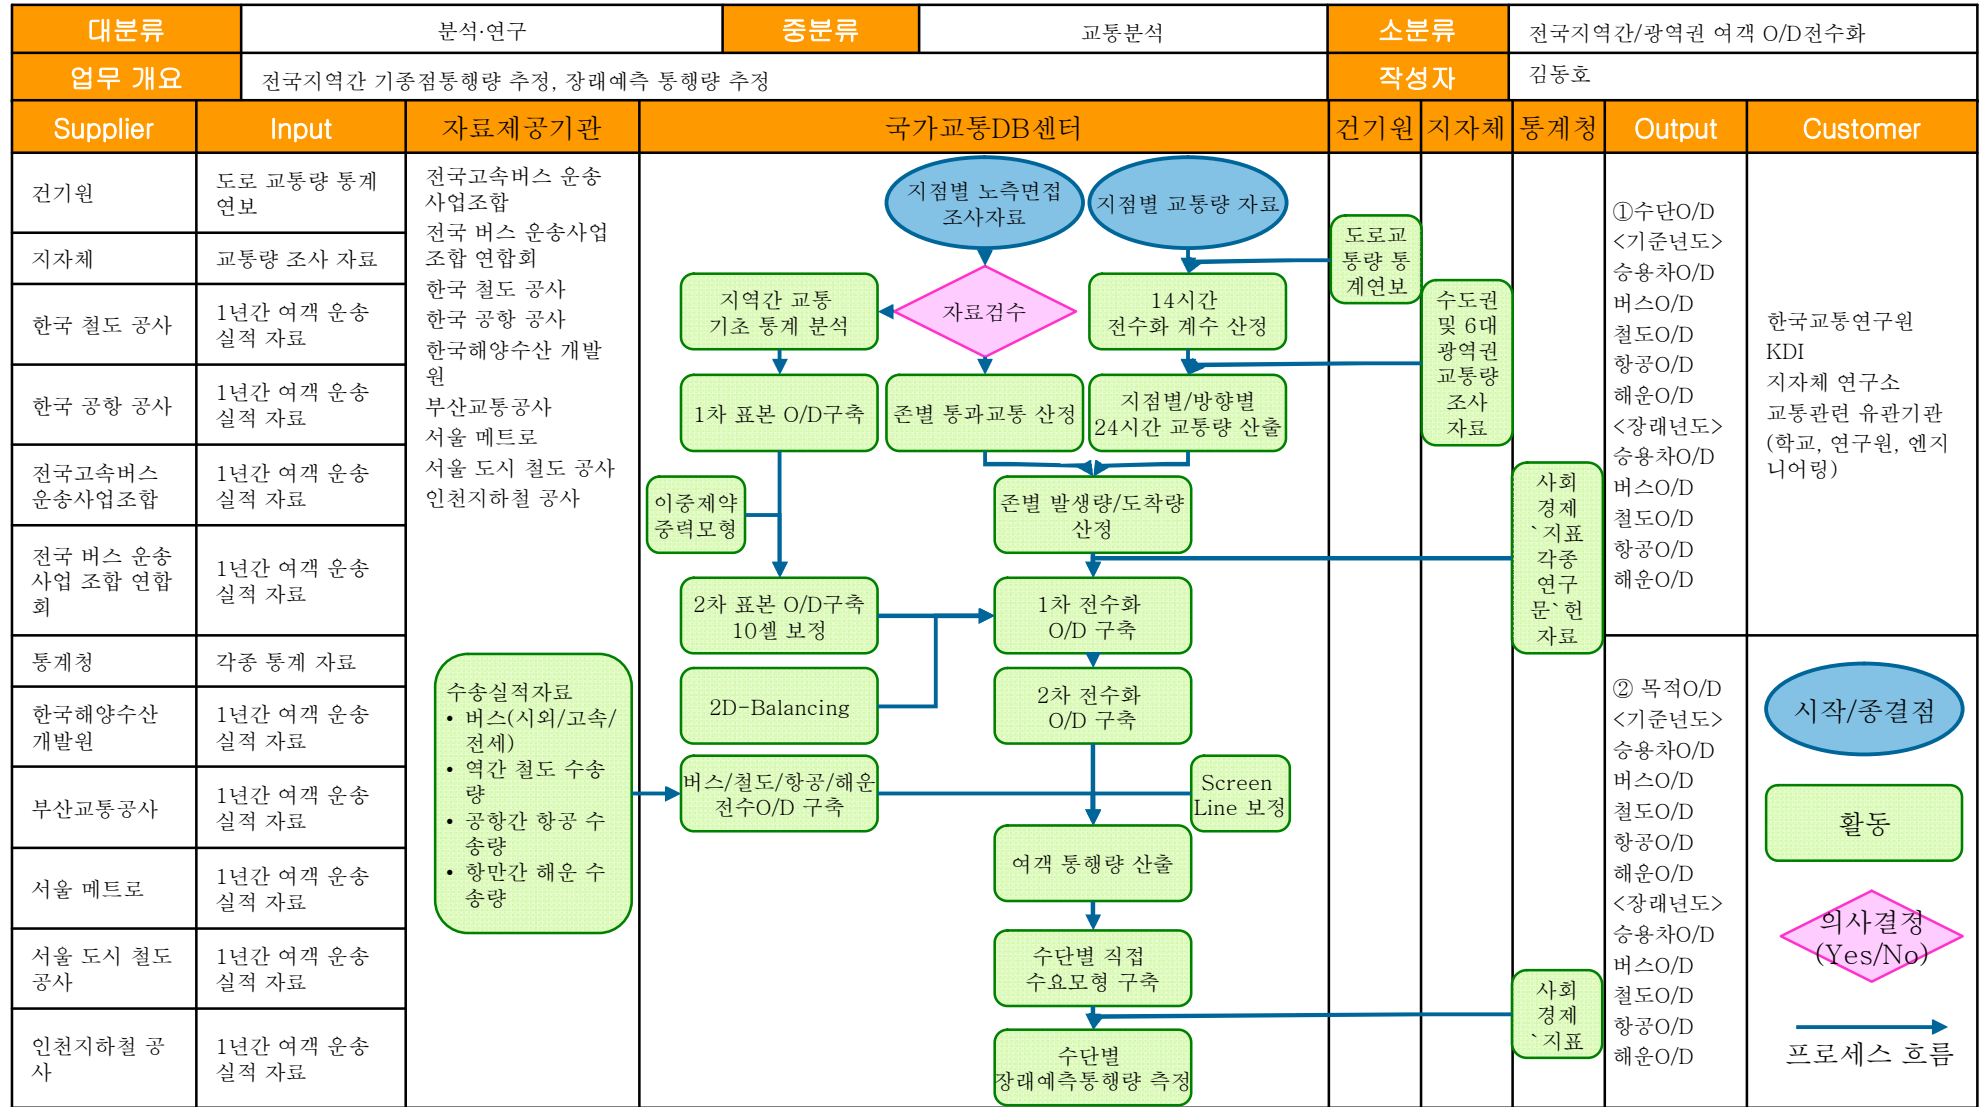 대분류
분석·연구
중분류
교통분석
소분류
전국지역간/광역권 여객 O/D전수화
업무 개요
전국지역간 기종점통행량 추정, 장래예측 통행량 추정
작성자
김동호
Supplier
Input
자료제공기관
국가교통DB센터
건기원
지자체
통계청
Output
Customer
건기원
도로 교통량 통계
연보
지자체
교통량 조사 자료
한국 철도 공사
1년간 여객 운송
실적 자료
한국 공항 공사
1년간 여객 운송
실적 자료
전국고속버스
운송사업조합
1년간 여객 운송
실적 자료
전국 버스 운송
사업 조합 연합
회
1년간 여객 운송
실적 자료
통계청
각종 통계 자료
한국해양수산
개발원
1년간 여객 운송
실적 자료
부산교통공사
1년간 여객 운송
실적 자료
서울 메트로
1년간 여객 운송
실적 자료
서울 도시 철도
공사
1년간 여객 운송
실적 자료
인천지하철 공
사
1년간 여객 운송
실적 자료
전국고속버스 운송
사업조합
전국 버스 운송사업
조합 연합회
한국 철도 공사
한국 공항 공사
한국해양수산 개발
원
부산교통공사
서울 메트로
서울 도시 철도 공사
인천지하철 공사
수송실적자료
• 버스(시외/고속/
전세)
• 역간 철도 수송
량
• 공항간 항공 수
송량
• 항만간 해운 수
송량
지점별 노측면접
조사자료
지점별 교통량 자료
지역간 교통
기초 통계 분석
자료검수
14시간
전수화 계수 산정
1차 표본 O/D구축
존별 통과교통 산정
지점별/방향별
24시간 교통량 산출
이중제약
중력모형
존별 발생량/도착량
산정
2차 표본 O/D구축
10셀 보정
1차 전수화
O/D 구축
2D-Balancing
2차 전수화
O/D 구축
버스/철도/항공/해운
전수O/D 구축
Screen
Line 보정
여객 통행량 산출
수단별 직접
수요모형 구축
수단별
장래예측통행량 측정
도로교
통량 통
계연보
수도권
및 6대
광역권
교통량
조사
자료
사회
경제
`지표
각종
연구
문`헌
자료
사회
경제
`지표
①수단O/D
<기준년도>
승용차O/D
버스O/D
철도O/D
항공O/D
해운O/D
<장래년도>
승용차O/D
버스O/D
철도O/D
항공O/D
해운O/D
② 목적O/D
<기준년도>
승용차O/D
버스O/D
철도O/D
항공O/D
해운O/D
<장래년도>
승용차O/D
버스O/D
철도O/D
항공O/D
해운O/D
한국교통연구원
KDI
지자체 연구소
교통관련 유관기관
(학교, 연구원, 엔지
니어링)
시작/종결점
활동
의사결정
(Yes/No)
프로세스 흐름